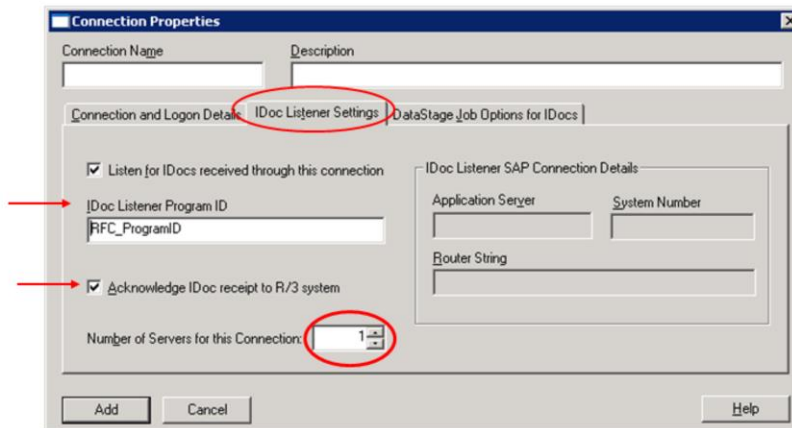 Connection Properties
Connection Name Description
Connection and Logon Details IDoc Listener Settings DataStage Job Options for IDocs
Listen for IDocs received through this connection
IDoc Listener Program ID
RFC_ProgramID
Acknowledge IDoc receipt to R/3 system
Number of Servers for this Connection: 1
IDoc Listener SAP Connection Details
Application Server System Number
Router String
Add Cancel Help